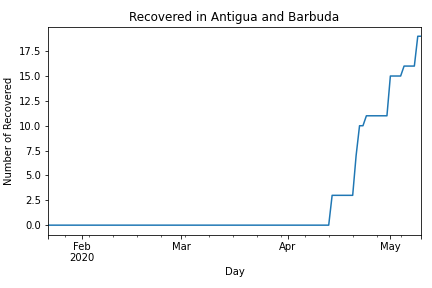 Recovered in Antigua and Barbuda
Number of Recovered
17.5
15.0
12.5
10.0
7.5
5.0
2.5
0.0
Feb
2020
Mar
Apr
May
Day